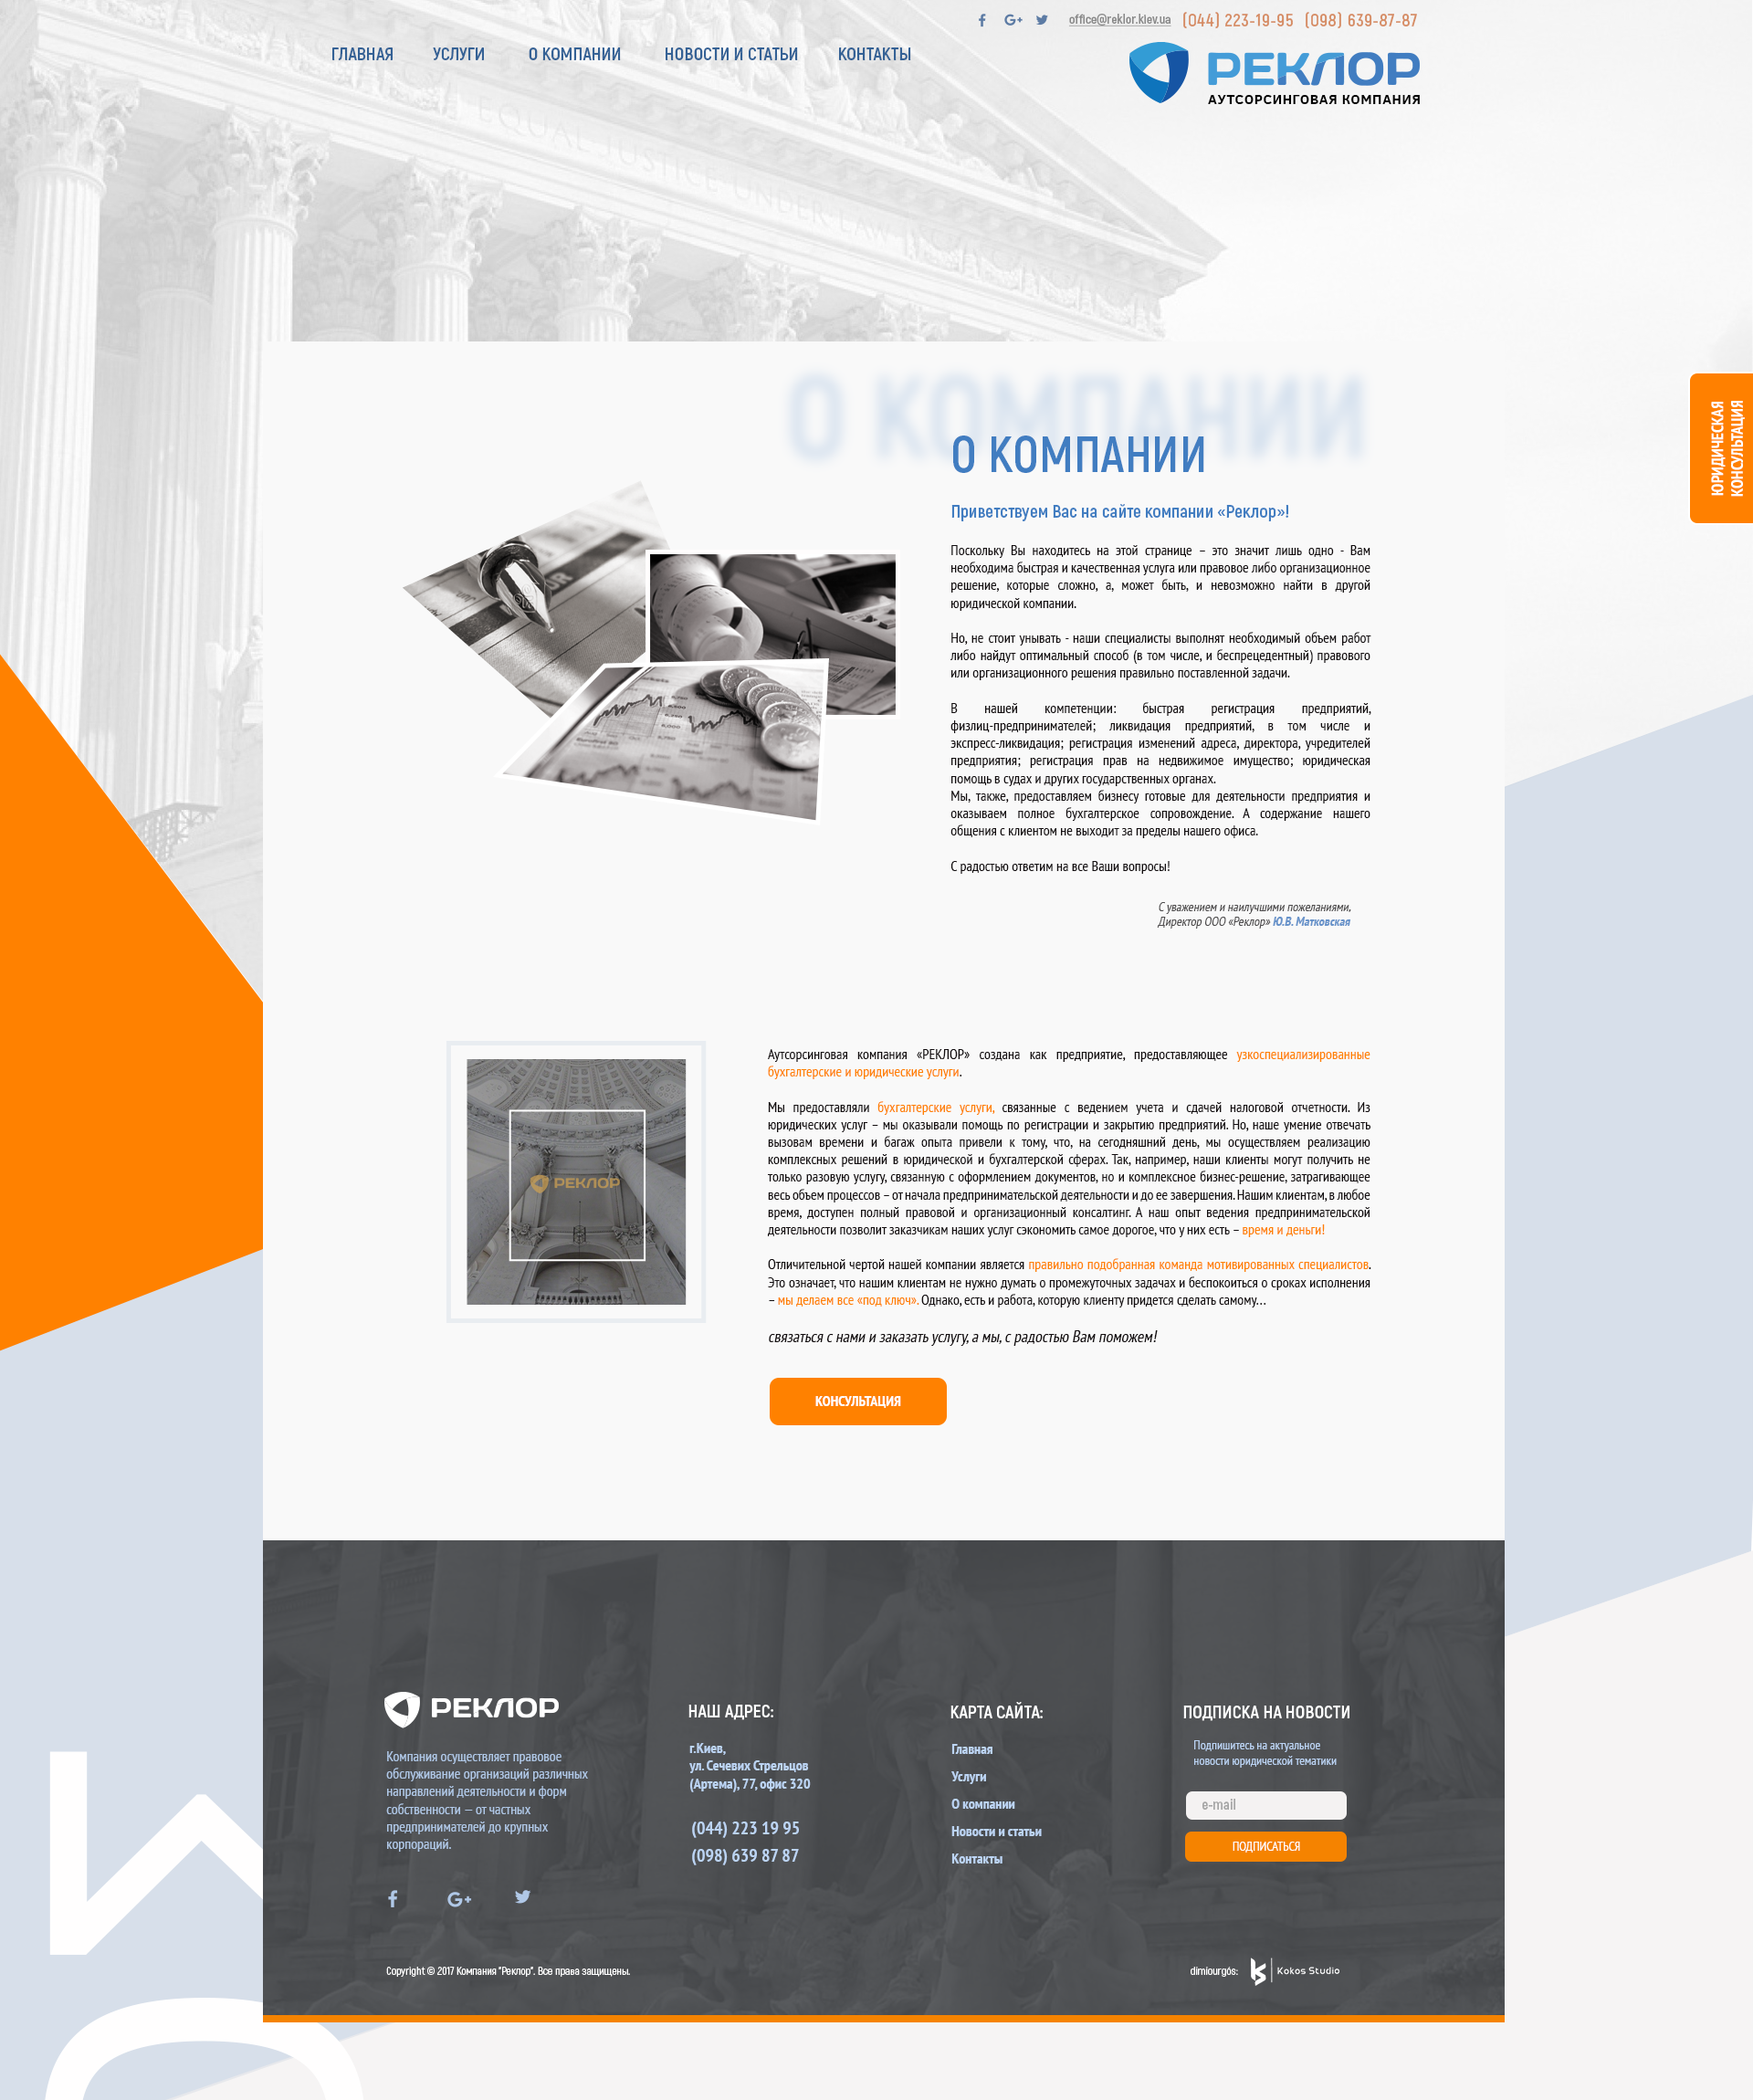 office@reklor.kiev.ua (044) 223-19-95 (098) 639-87-87
ГЛАВНАЯ УСЛУГИ О КОМПАНИИ НОВОСТИ И СТАТЬИ КОНТАКТЫ
РЕКЛОР
АУТСОРСИНГОВАЯ КОМПАНИЯ
EQUAL JUSTICE UNDER LAW
О КОМПАНИИ
ЮРИДИЧЕСКАЯ
КОНСУЛЬТАЦИЯ
О КОМПАНИИ
Приветствуем Вас на сайте компании «Реклор»!
Поскольку Вы находитесь на этой странице – это значит лишь одно - Вам
необходима быстрая и качественная услуга или правовое либо организационное
решение, которые сложно, а, может быть, и невозможно найти в другой
юридической компании.
Но, не стоит унывать - наши специалисты выполнят необходимый объем работ
либо найдут оптимальный способ (в том числе, и беспрецедентный) правового
или организационного решения правильно поставленной задачи.
В нашей компетенции: быстрая регистрация предприятий,
физлиц-предпринимателей; ликвидация предприятий, в том числе и
экспресс-ликвидация; регистрация изменений адреса, директора, учредителей
предприятия; регистрация прав на недвижимое имущество; юридическая
помощь в судах и других государственных органах.
Мы, также, предоставляем бизнесу готовые для деятельности предприятия и
оказываем полное бухгалтерское сопровождение. А содержание нашего
общения с клиентом не выходит за пределы нашего офиса.
С радостью ответим на все Ваши вопросы!
С уважением и наилучшими пожеланиями,
Директор ООО «Реклор» Ю.В. Матковская
РЕКЛОР
Аутсорсинговая компания «РЕКЛОР» создана как предприятие, предоставляющее узкоспециализированные
бухгалтерские и юридические услуги.
Мы предоставляли бухгалтерские услуги, связанные с ведением учета и сдачей налоговой отчетности. Из
юридических услуг – мы оказывали помощь по регистрации и закрытию предприятий. Но, наше умение отвечать
вызовам времени и багаж опыта привели к тому, что, на сегодняшний день, мы осуществляем реализацию
комплексных решений в юридической и бухгалтерской сферах. Так, например, наши клиенты могут получить не
только разовую услугу, связанную с оформлением документов, но и комплексное бизнес-решение, затрагивающее
весь объем процессов – от начала предпринимательской деятельности и до ее завершения. Нашим клиентам, в любое
время, доступен полный правовой и организационный консалтинг. А наш опыт ведения предпринимательской
деятельности позволит заказчикам наших услуг сэкономить самое дорогое, что у них есть – время и деньги!
Отличительной чертой нашей компании является правильно подобранная команда мотивированных специалистов.
Это означает, что нашим клиентам не нужно думать о промежуточных задачах и беспокоиться о сроках исполнения
– мы делаем все «под ключ». Однако, есть и работа, которую клиенту придется сделать самому...
связаться с нами и заказать услугу, а мы, с радостью Вам поможем!
КОНСУЛЬТАЦИЯ
РЕКЛОР
Компания осуществляет правовое
обслуживание организаций различных
направлений деятельности и форм
собственности — от частных
предпринимателей до крупных
корпораций.
НАШ АДРЕС:
г.Киев,
ул. Сечевих Стрельцов
(Артема), 77, офис 320
(044) 223 19 95
(098) 639 87 87
КАРТА САЙТА:
Главная
Услуги
О компании
Новости и статьи
Контакты
ПОДПИСКА НА НОВОСТИ
Подпишитесь на актуальное
новости юридической тематики
e-mail
ПОДПИСАТЬСЯ
Copyright © 2017 Компания "Реклор". Все права защищены.
dimiourgós: Kokos Studio